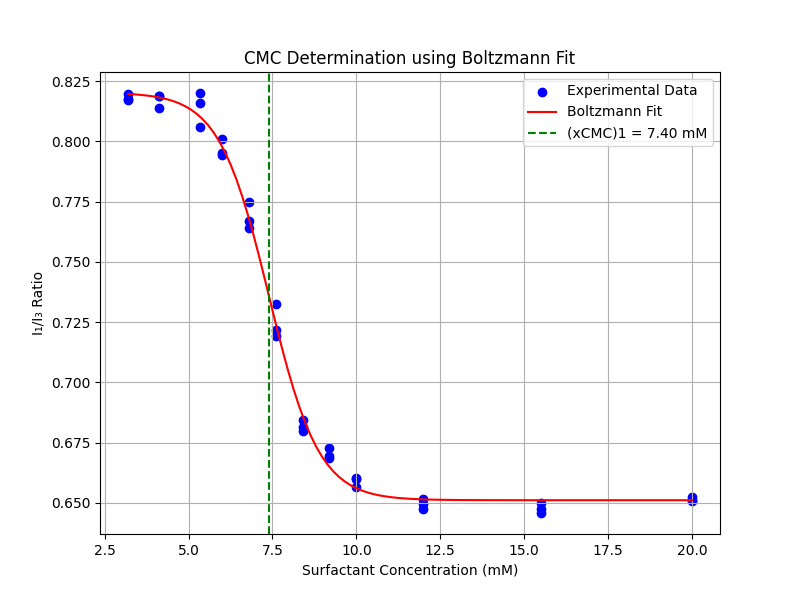 CMC Determination using Boltzmann Fit
Experimental Data
Boltzmann Fit
(xCMC)1 = 7.40 mM
I₁/I₃ Ratio
0.825
0.800
0.775
0.750
0.725
0.700
0.675
0.650
2.5 5.0 7.5 10.0 12.5 15.0 17.5 20.0
Surfactant Concentration (mM)